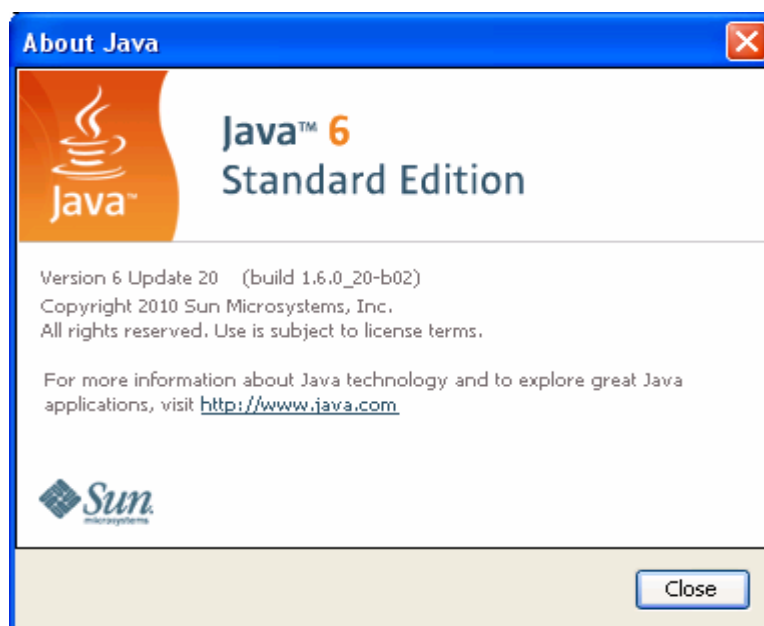 About Java
Java™
Java™ 6
Standard Edition
Version 6 Update 20 (build 1.6.0_20-b02)
Copyright 2010 Sun Microsystems, Inc.
All rights reserved. Use is subject to license terms.
For more information about Java technology and to explore great Java
applications, visit http://www.java.com
Sun
microsystems
Close